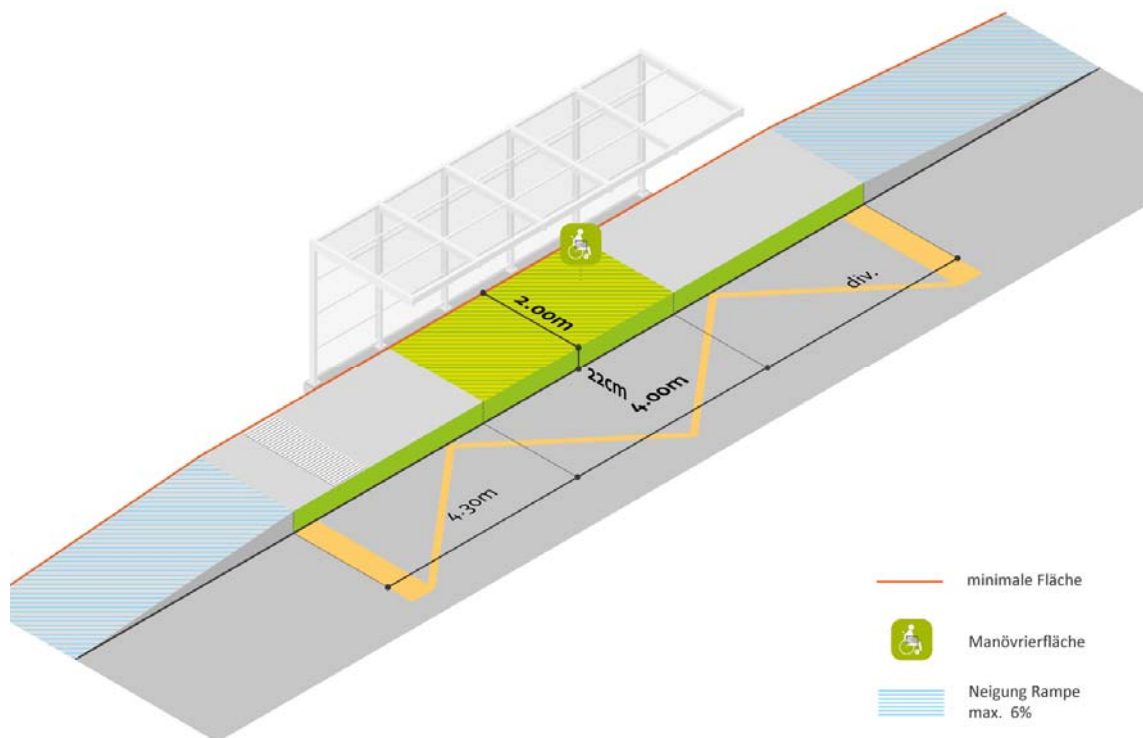 2.00m
div.
22cm
4.00m
4.30m
minimale Fläche
Manövrierfläche
Neigung Rampe
max. 6%